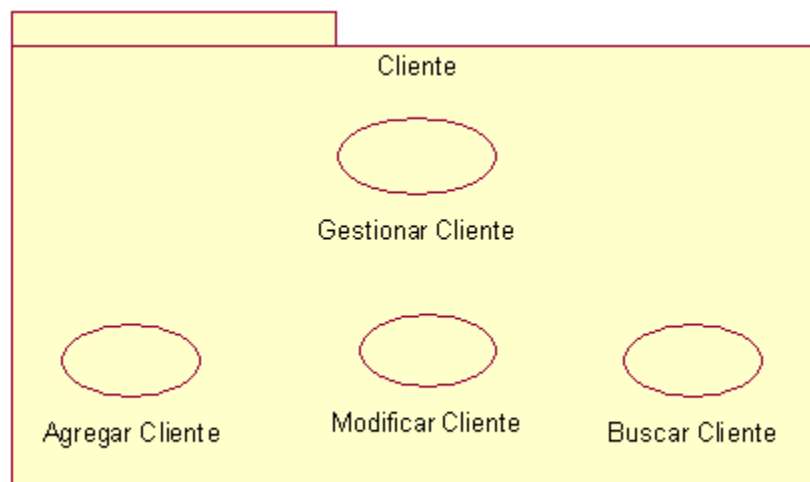 Cliente
Gestionar Cliente
Agregar Cliente
Modificar Cliente
Buscar Cliente